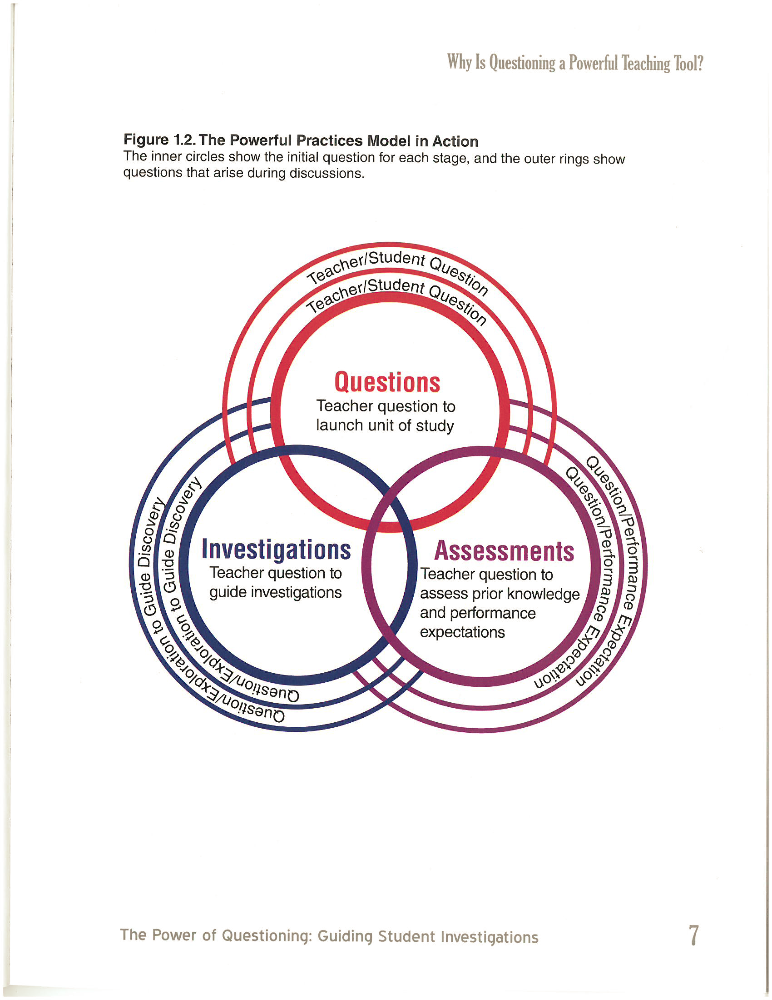 Why Is Questioning a Powerful Teaching Tool?
Figure 1.2. The Powerful Practices Model in Action
The inner circles show the initial question for each stage, and the outer rings show
questions that arise during discussions.
Teacher/Student Question
Teacher/Student Question
Questions
Teacher question to
launch unit of study
Question/Exploration to Guide Discovery
Question/Exploration to Guide Discovery
Investigations
Teacher question to
guide investigations
Assessments
Teacher question to
assess prior knowledge
and performance
expectations
Question/Performance Expectation
Question/Performance Expectation
The Power of Questioning: Guiding Student Investigations
7